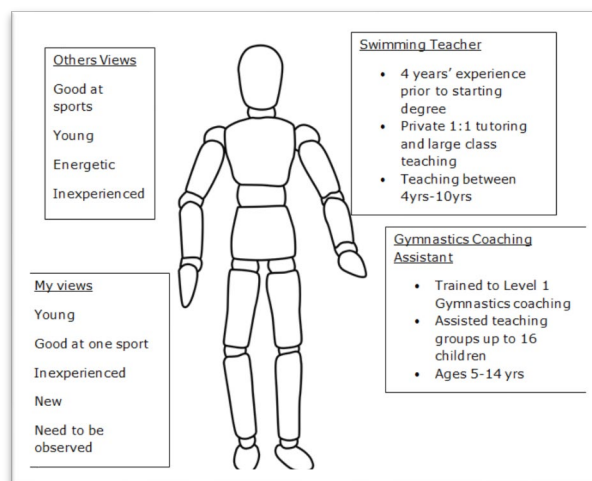 Others Views
Good at
sports
Young
Energetic
Inexperienced
Swimming Teacher
• 4 years’ experience
prior to starting
degree
• Private 1:1 tutoring
and large class
teaching
• Teaching between
4yrs-10yrs
My views
Young
Good at one sport
Inexperienced
New
Need to be
observed
Gymnastics Coaching
Assistant
• Trained to Level 1
Gymnastics coaching
• Assisted teaching
groups up to 16
children
• Ages 5-14 yrs